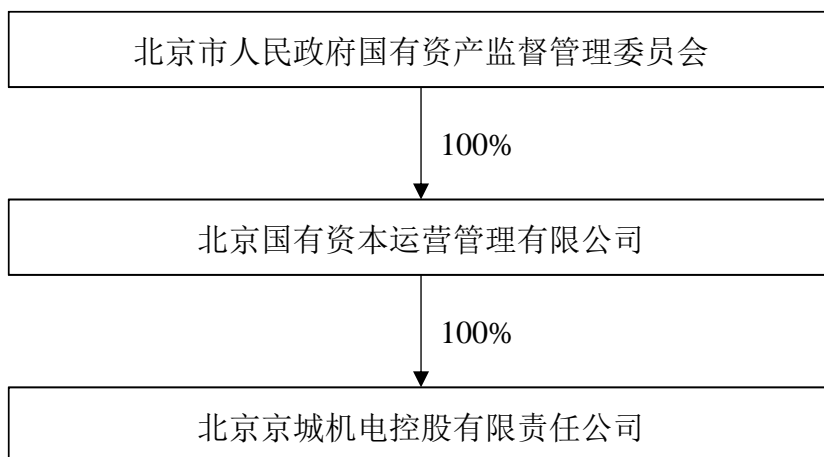 北京市人民政府国有资产监督管理委员会
100%
北京国有资本运营管理有限公司
100%
北京京城机电控股有限责任公司